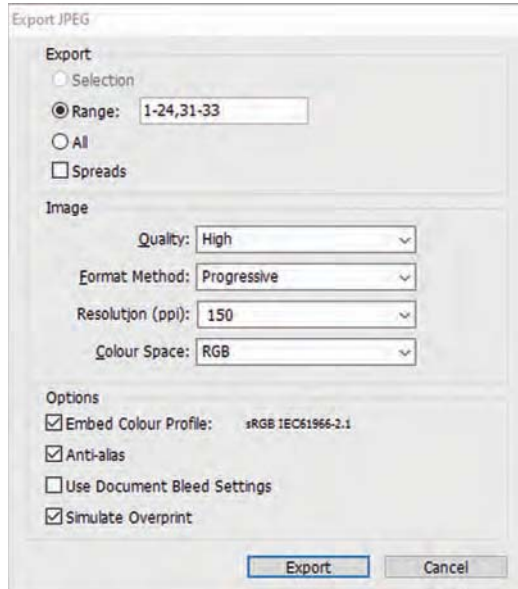 Export JPEG
Export
Selection
Range: 1-24,31-33
All
Spreads
Image
Quality: High
Format Method: Progressive
Resolution (ppi): 150
Colour Space: RGB
Options
Embed Colour Profile: sRGB IEC61966-2.1
Anti-alias
Use Document Bleed Settings
Simulate Overprint
Export Cancel